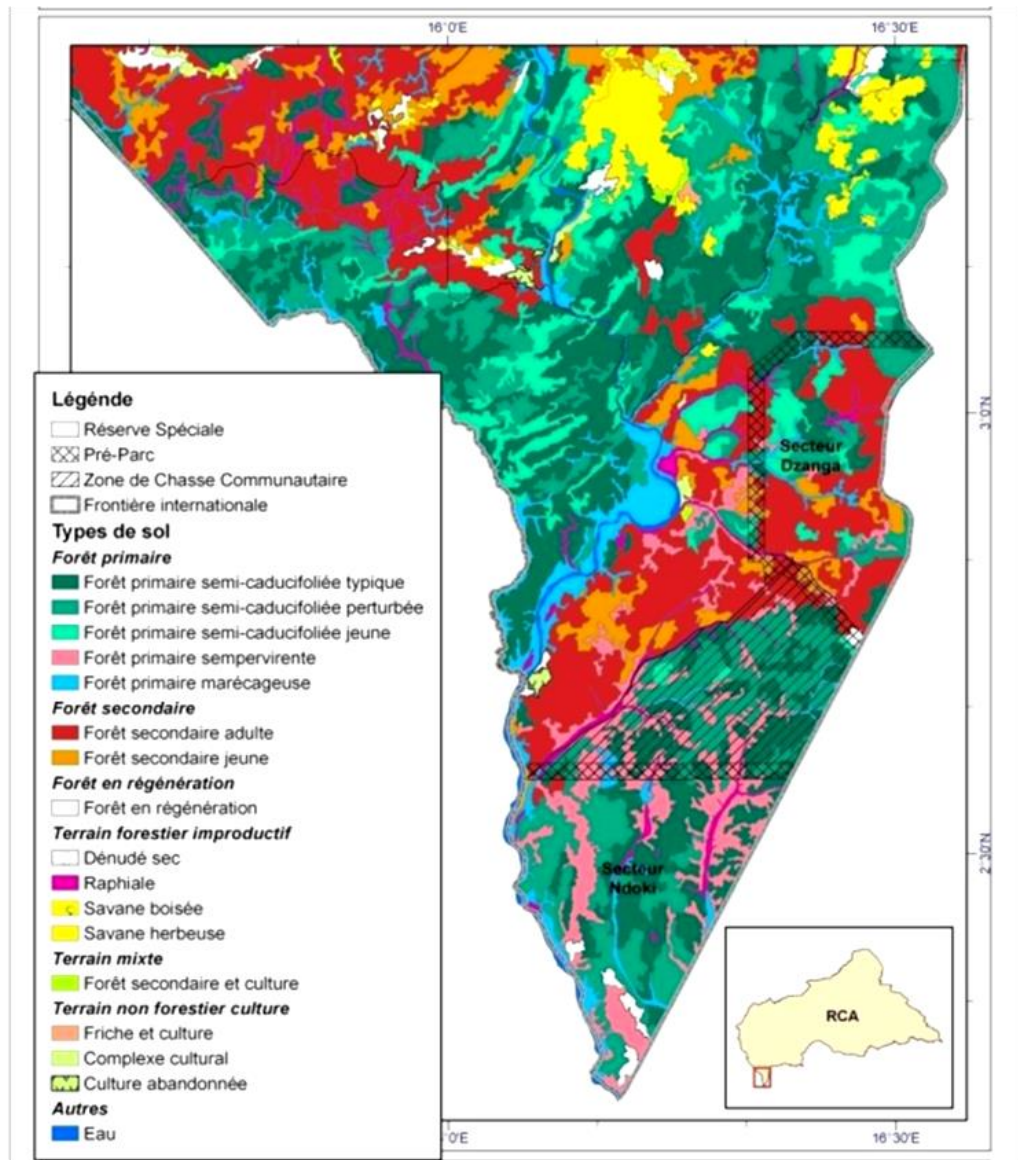 16°0'E
16°30'E
3°0'N
Secteur
Dzanga
Légénde
Réserve Spéciale
Pré-Parc
Zone de Chasse Communautaire
Frontière internationale
Types de sol
Forêt primaire
Forêt primaire semi-caducifoliée typique
Forêt primaire semi-caducifoliée perturbée
Forêt primaire semi-caducifoliée jeune
Forêt primaire sempervirente
Forêt primaire marécageuse
Forêt secondaire
Forêt secondaire adulte
Forêt secondaire jeune
Forêt en régénération
Forêt en régénération
Terrain forestier improductif
Dénudé sec
Raphiale
Savane boisée
Savane herbeuse
Terrain mixte
Forêt secondaire et culture
Terrain non forestier culture
Friche et culture
Complexe cultural
Culture abandonnée
Autres
Eau
Secteur
Ndoki
2°30'N
RCA
°0'E
16°30'E